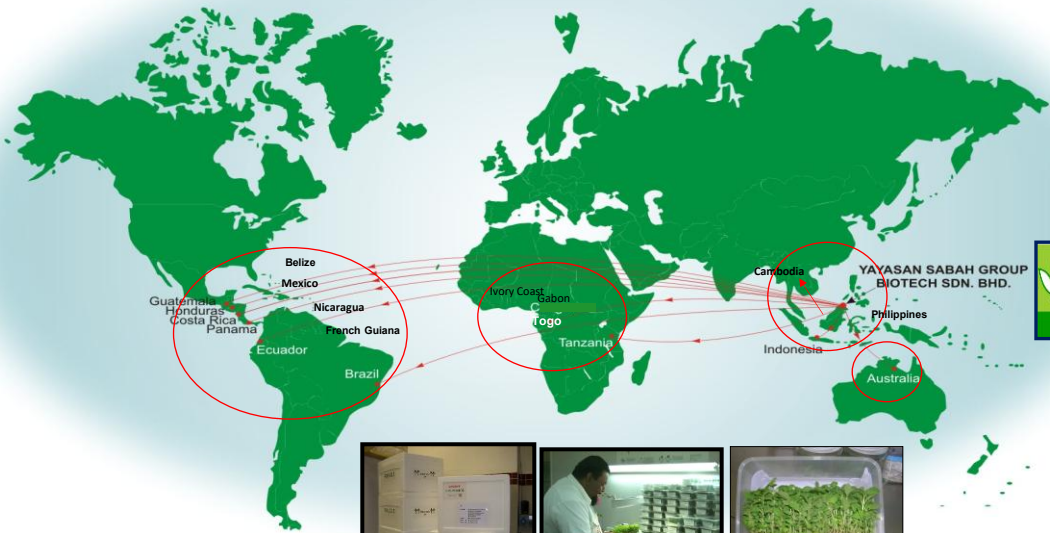 Belize
Mexico
Guatemala
Honduras
Nicaragua
Costa Rica
Panama
French Guiana
Ecuador
Brazil
Ivory Coast
Gabon
Togo
Tanzania
Cambodia
YAYASAN SABAH GROUP
BIOTECH SDN. BHD.
Philippines
Indonesia
Australia